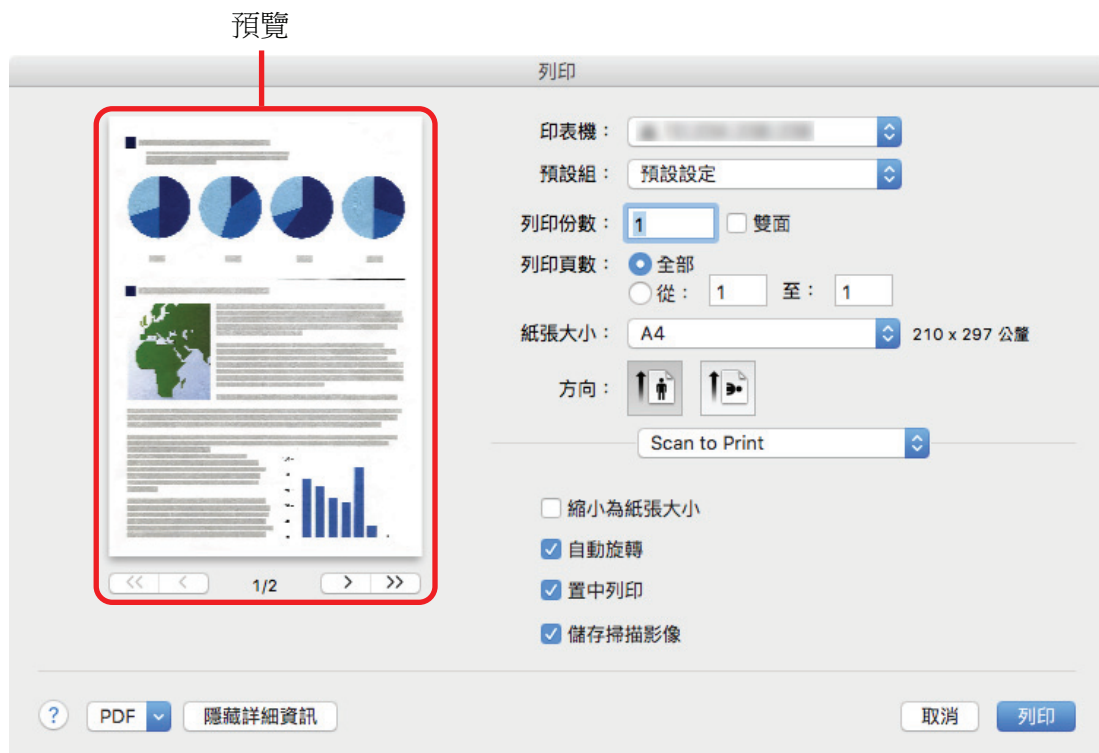 預覽
列印
印表機：
預設組： 預設設定
列印份數： 1 雙面
列印頁數： 全部
從： 1 至： 1
紙張大小： A4 210 x 297 公釐
方向：
Scan to Print
縮小為紙張大小
自動旋轉
<< < 1/2 > >>
置中列印
儲存掃描影像
? PDF 隱藏詳細資訊 取消 列印